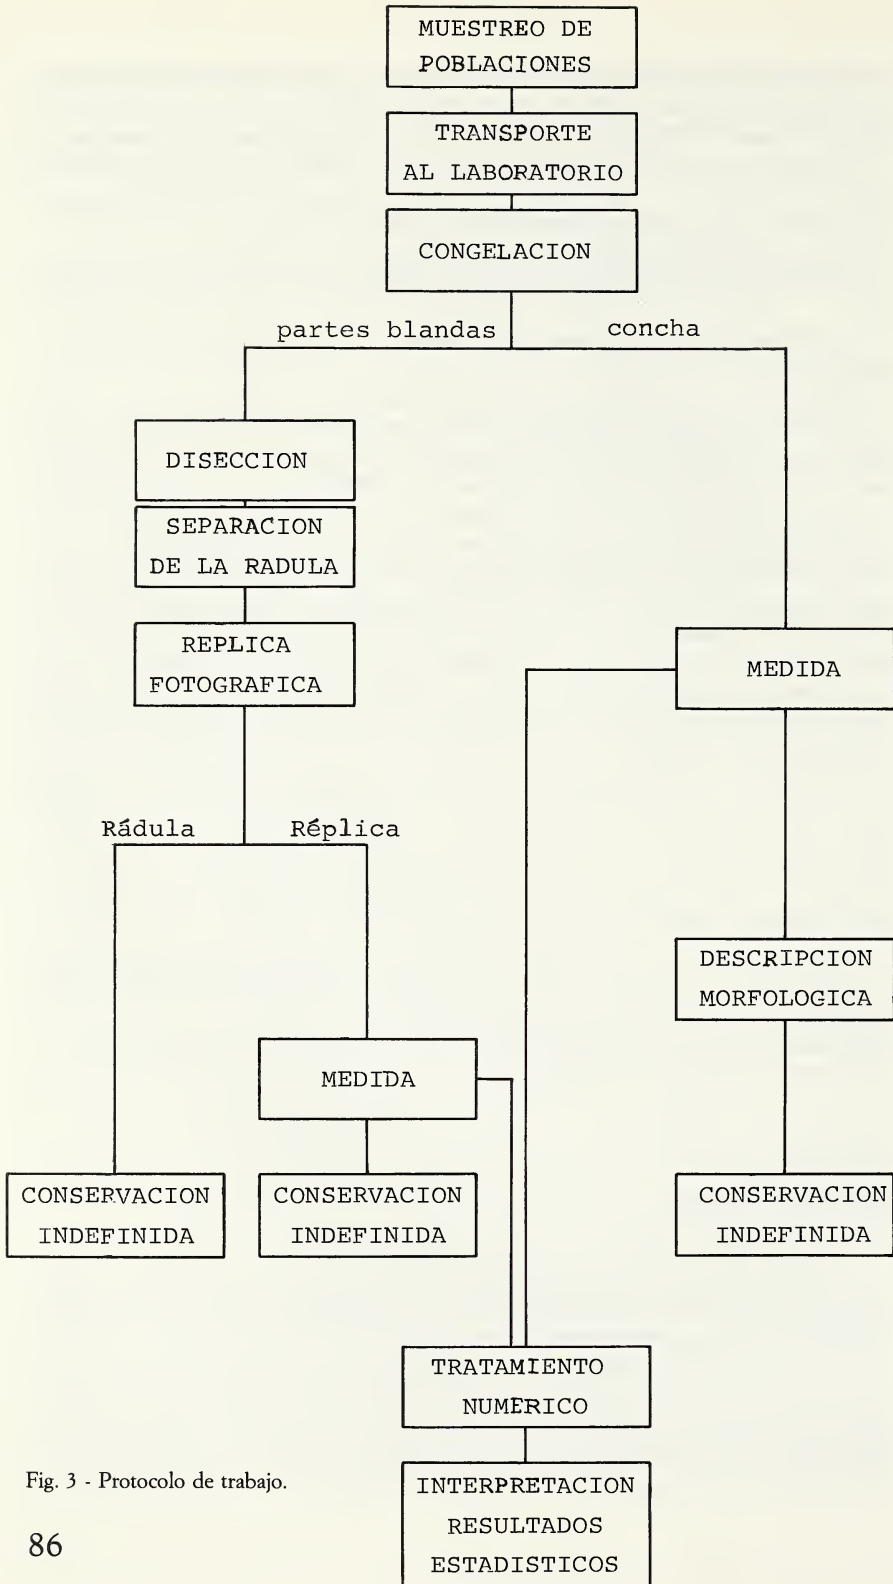 MUESTREO DE
POBLACIONES
TRANSPORTE
AL LABORATORIO
CONGELACION
partes blandas
concha
DISECCION
SEPARACION
DE LA RADULA
REPLICA
FOTOGRAFICA
MEDIDA
Rádula
Réplica
DESCRIPCION
MORFOLOGICA
MEDIDA
CONSERVACION
INDEFINIDA
CONSERVACION
INDEFINIDA
CONSERVACION
INDEFINIDA
TRATAMIENTO
NUMERICO
INTERPRETACION
RESULTADOS
ESTADISTICOS
Fig. 3 - Protocolo de trabajo.
86